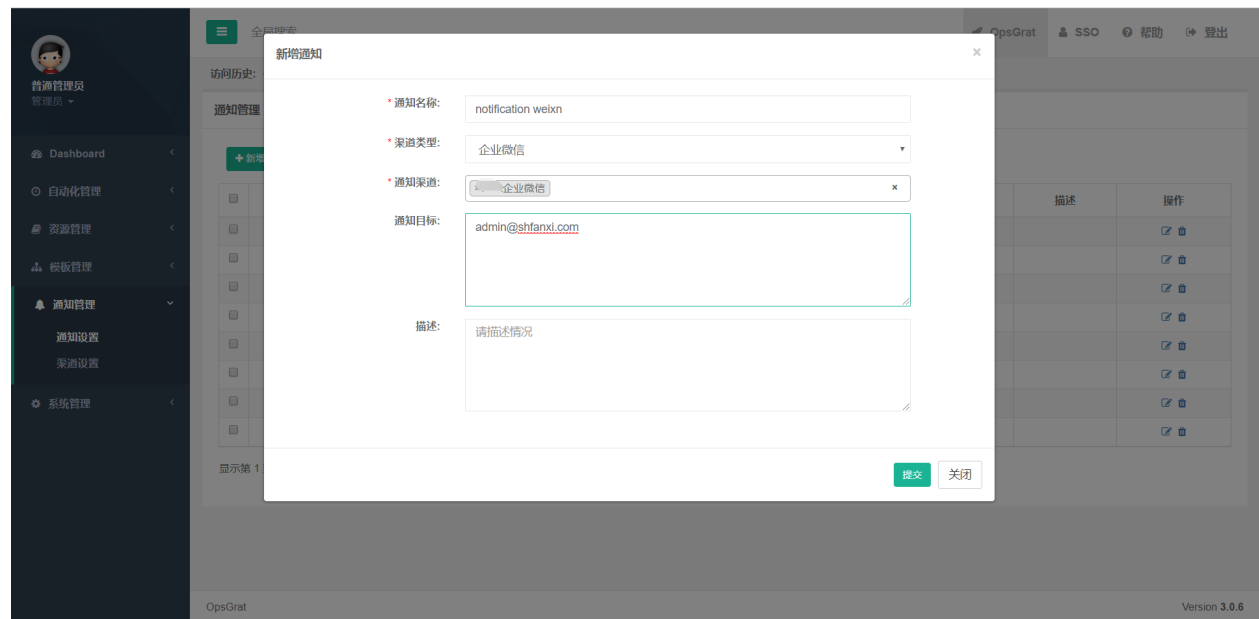 全局搜索
OpsGrat
SSO
帮助
登出
普通管理员
管理员
访问历史:
通知管理
新增通知
×
Dashboard
自动化管理
资源管理
模板管理
通知管理
通知设置
渠道设置
系统管理
* 通知名称:
notification weixn
* 渠道类型:
企业微信
* 通知渠道:
企业微信
×
通知目标:
admin@shfanxi.com
描述:
请描述情况
提交
关闭
+新增
描述
操作
显示第 1
OpsGrat
Version 3.0.6